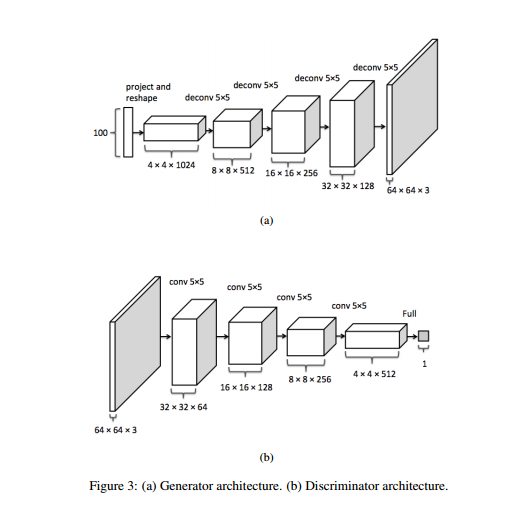 project and
reshape
deconv 5×5
deconv 5×5
deconv 5×5
deconv 5×5
100
4 × 4 × 1024
8 × 8 × 512
16 × 16 × 256
32 × 32 × 128
64 × 64 × 3
(a)
conv 5×5
conv 5×5
conv 5×5
conv 5×5
Full
1
4 × 4 × 512
8 × 8 × 256
16 × 16 × 128
32 × 32 × 64
64 × 64 × 3
(b)
Figure 3: (a) Generator architecture. (b) Discriminator architecture.